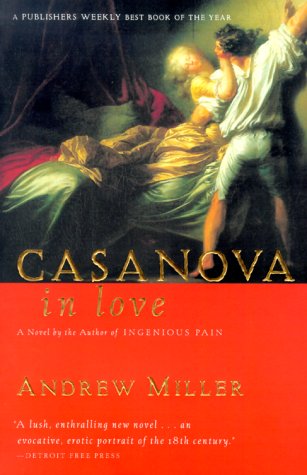 A PUBLISHERS WEEKLY BEST BOOK OF THE YEAR
CASANOVA
in love
A Novel by the Author of INGENIOUS PAIN
ANDREW MILLER
"A lush, enthralling new novel . . . an
evocative, erotic portrait of the 18th century."
—DETROIT FREE PRESS